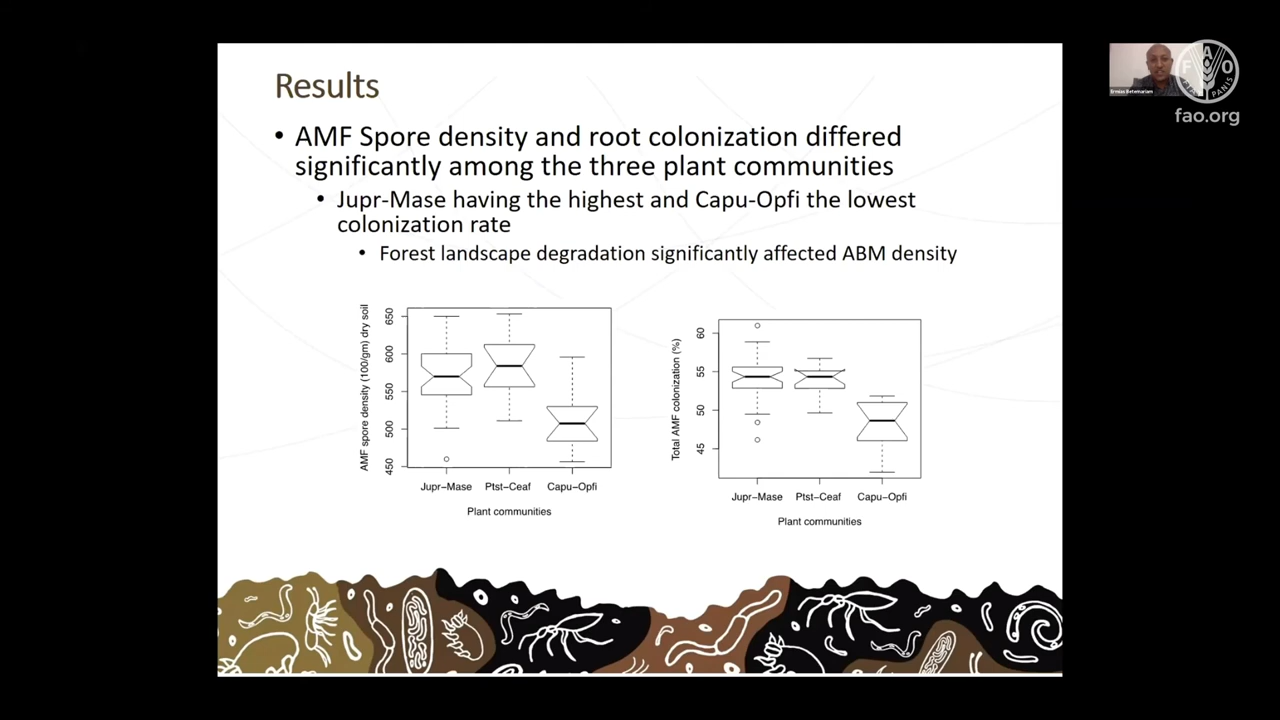 Results
• AMF Spore density and root colonization differed
significantly among the three plant communities
• Jupr-Mase having the highest and Capu-Opfi the lowest
colonization rate
• Forest landscape degradation significantly affected ABM density
AMF spore density (100/gm) dry soil
650
600
550
500
450
Jupr−Mase
Ptst−Ceaf
Capu−Opfi
Plant communities
Total AMF colonization (%)
60
55
50
45
Jupr−Mase
Ptst−Ceaf
Capu−Opfi
Plant communities
Ermias Betemariam
F A O
PANIS
fao.org